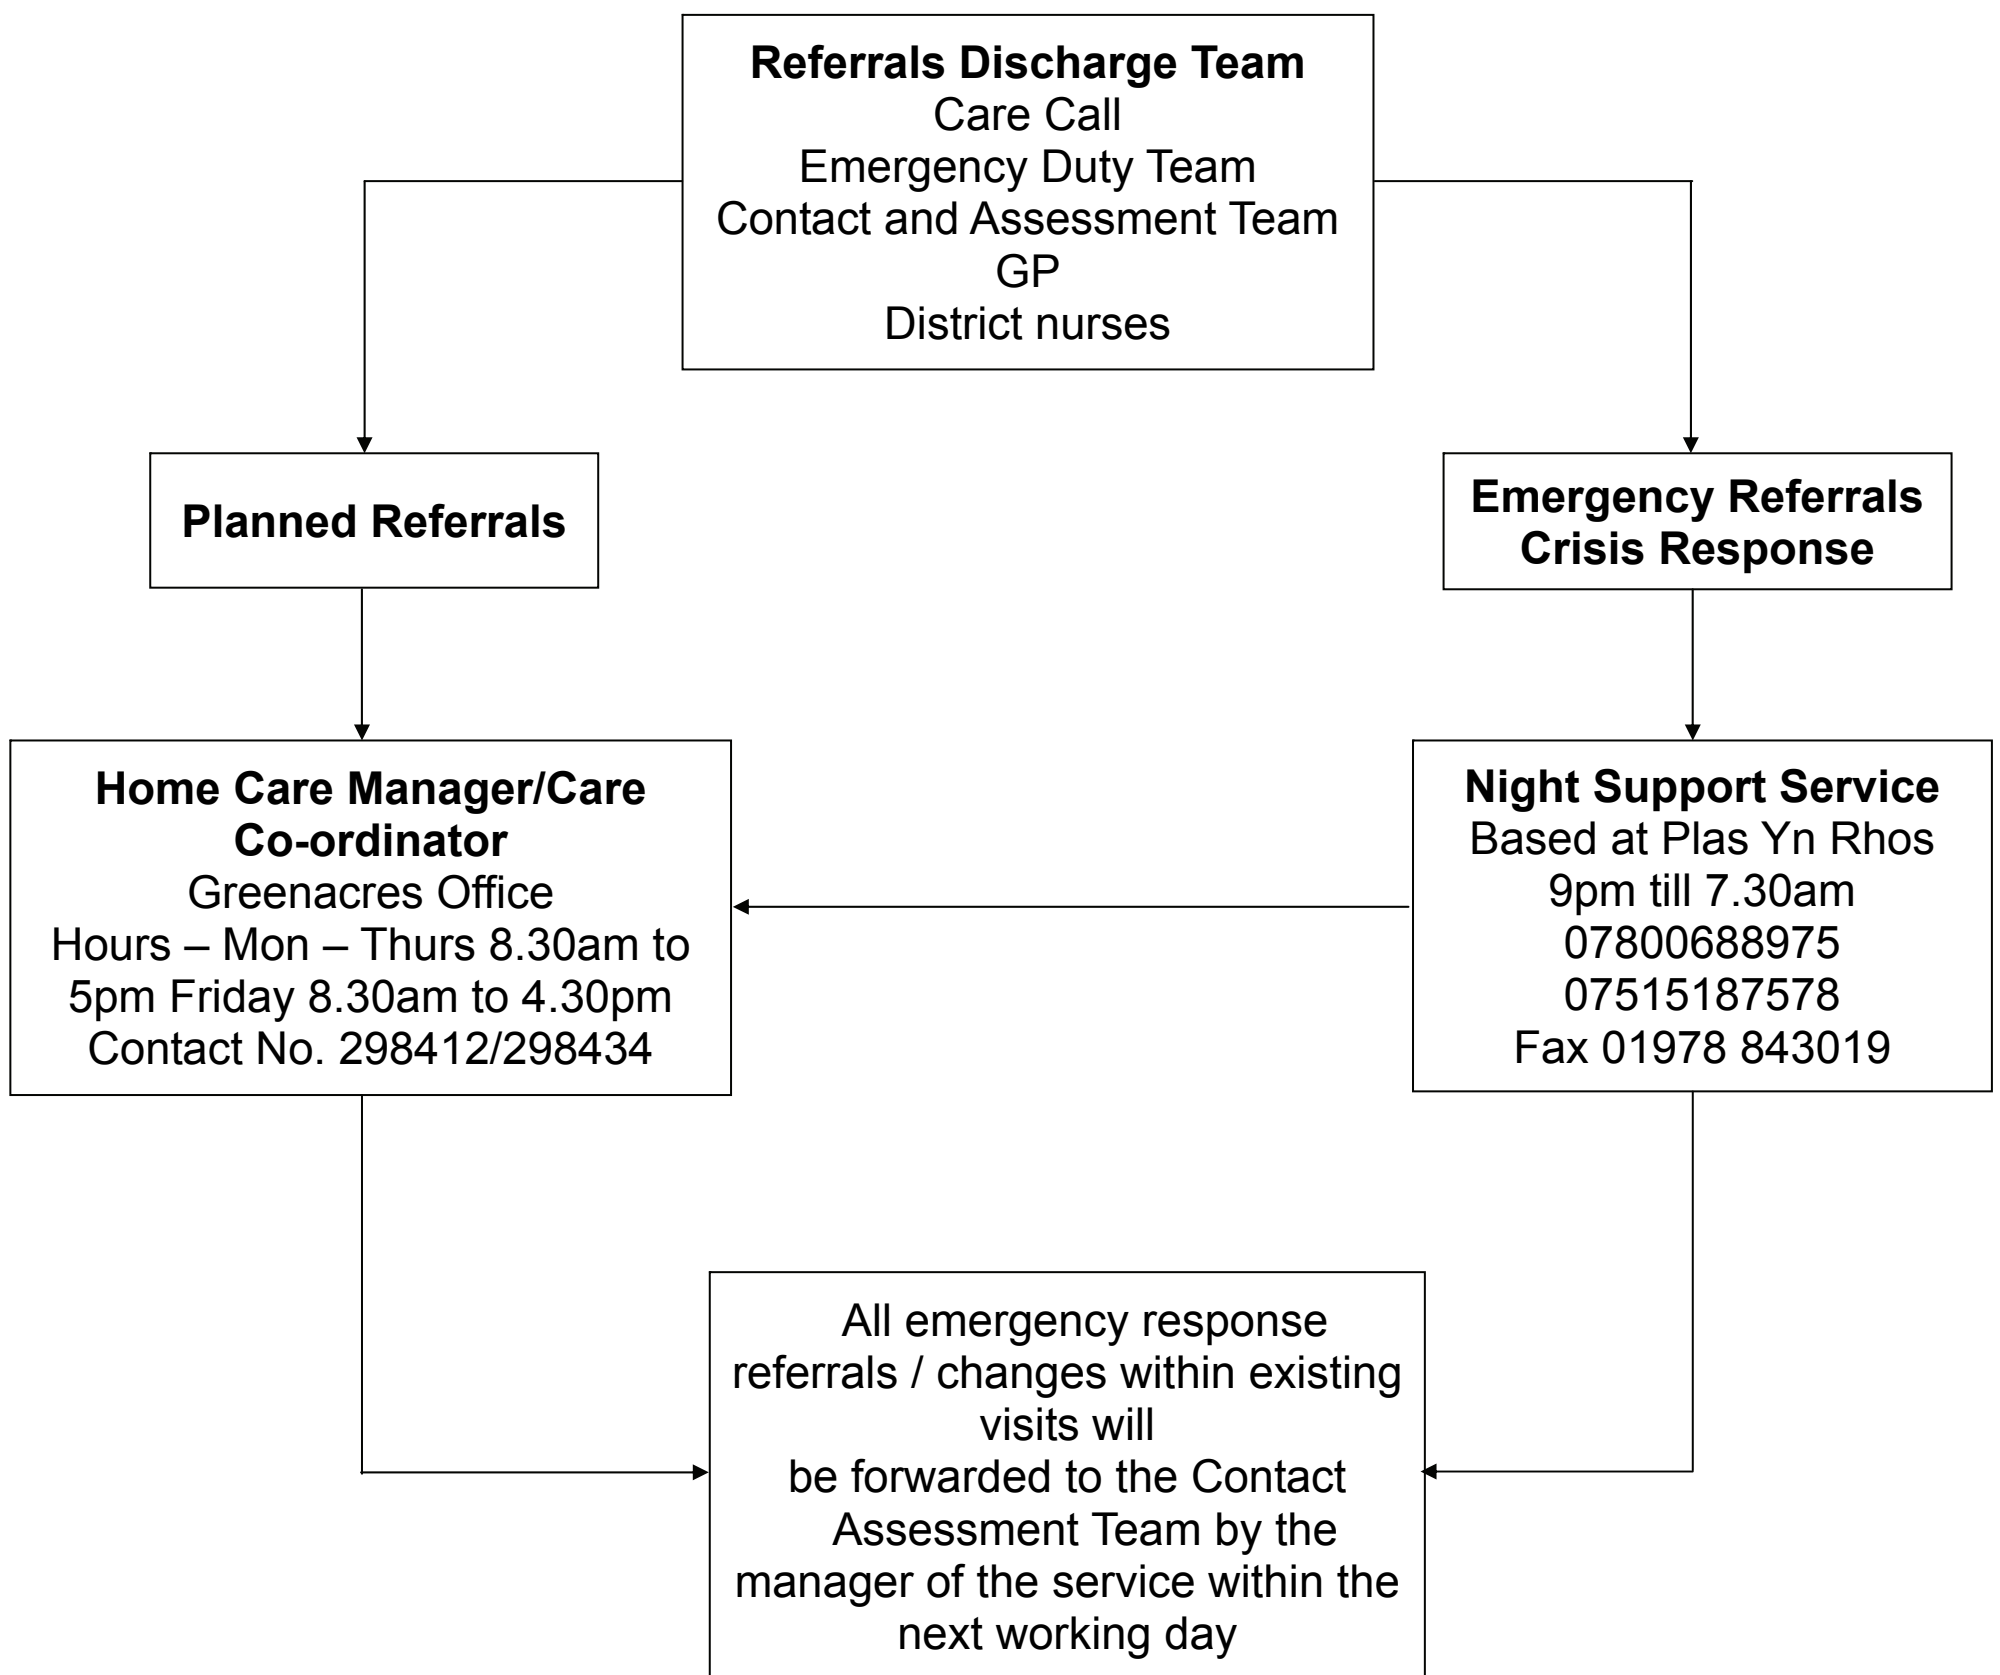 Referrals Discharge Team
Care Call
Emergency Duty Team
Contact and Assessment Team
GP
District nurses
Planned Referrals
Emergency Referrals
Crisis Response
Home Care Manager/Care
Co-ordinator
Greenacres Office
Hours – Mon – Thurs 8.30am to
5pm Friday 8.30am to 4.30pm
Contact No. 298412/298434
Night Support Service
Based at Plas Yn Rhos
9pm till 7.30am
07800688975
07515187578
Fax 01978 843019
All emergency response
referrals / changes within existing
visits will
be forwarded to the Contact
Assessment Team by the
manager of the service within the
next working day